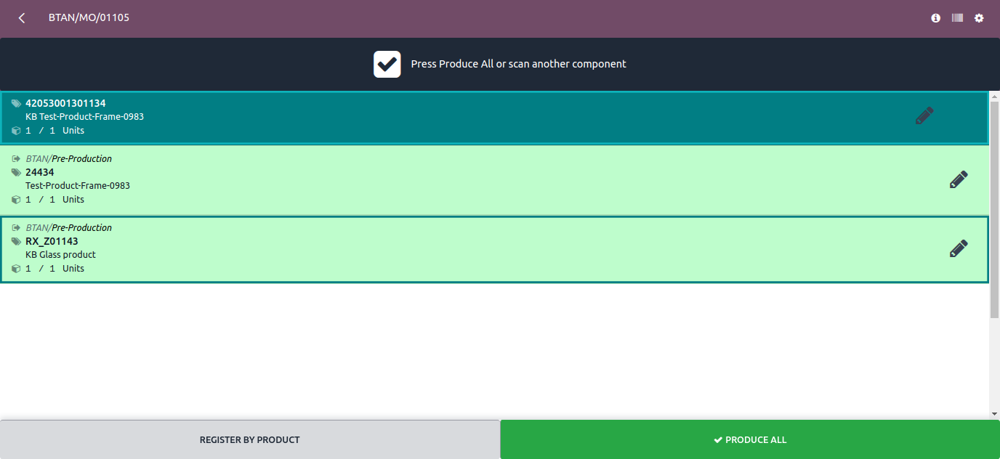 BTAN/MO/01105
Press Produce All or scan another component
42053001301134
KB Test-Product-Frame-0983
1 / 1 Units
BTAN/Pre-Production
24434
Test-Product-Frame-0983
1 / 1 Units
BTAN/Pre-Production
RX_Z01143
KB Glass product
1 / 1 Units
REGISTER BY PRODUCT
PRODUCE ALL